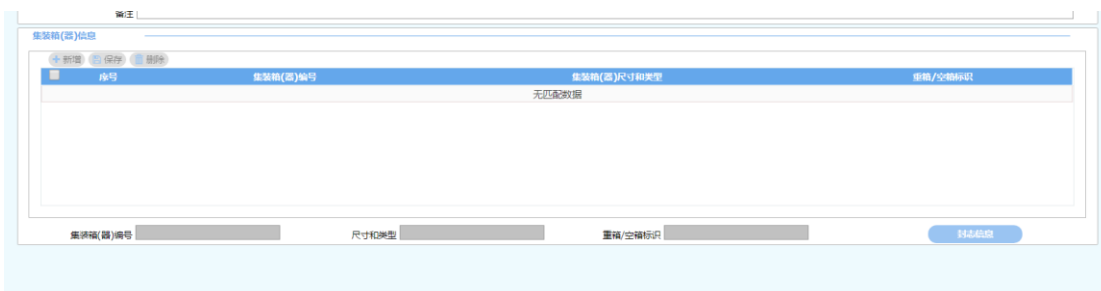 备注
集装箱(器)信息
新增 保存 删除
序号 集装箱(器)编号 集装箱(器)尺寸和类型 重箱/空箱标识
无匹配数据
集装箱(器)编号 尺寸和类型 重箱/空箱标识 封志信息